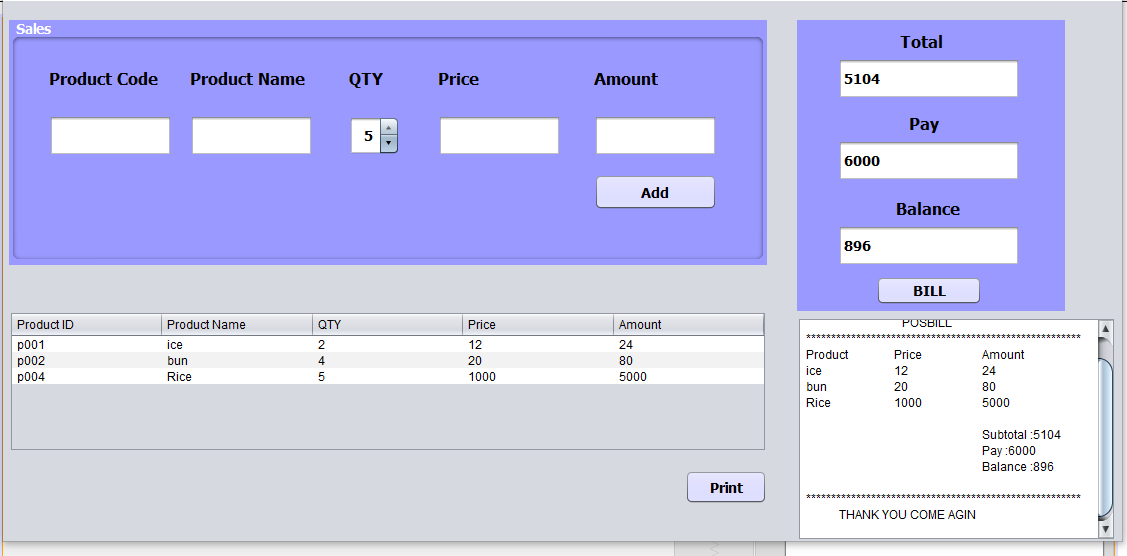 Sales
Product Code Product Name QTY Price Amount
5
Add
Total
5104
Pay
6000
Balance
896
BILL
Product ID Product Name QTY Price Amount
p001 ice 2 12 24
p002 bun 4 20 80
p004 Rice 5 1000 5000
Print
POSBILL
*******************************************************
Product Price Amount
ice 12 24
bun 20 80
Rice 1000 5000
Subtotal :5104
Pay :6000
Balance :896
*******************************************************
THANK YOU COME AGIN